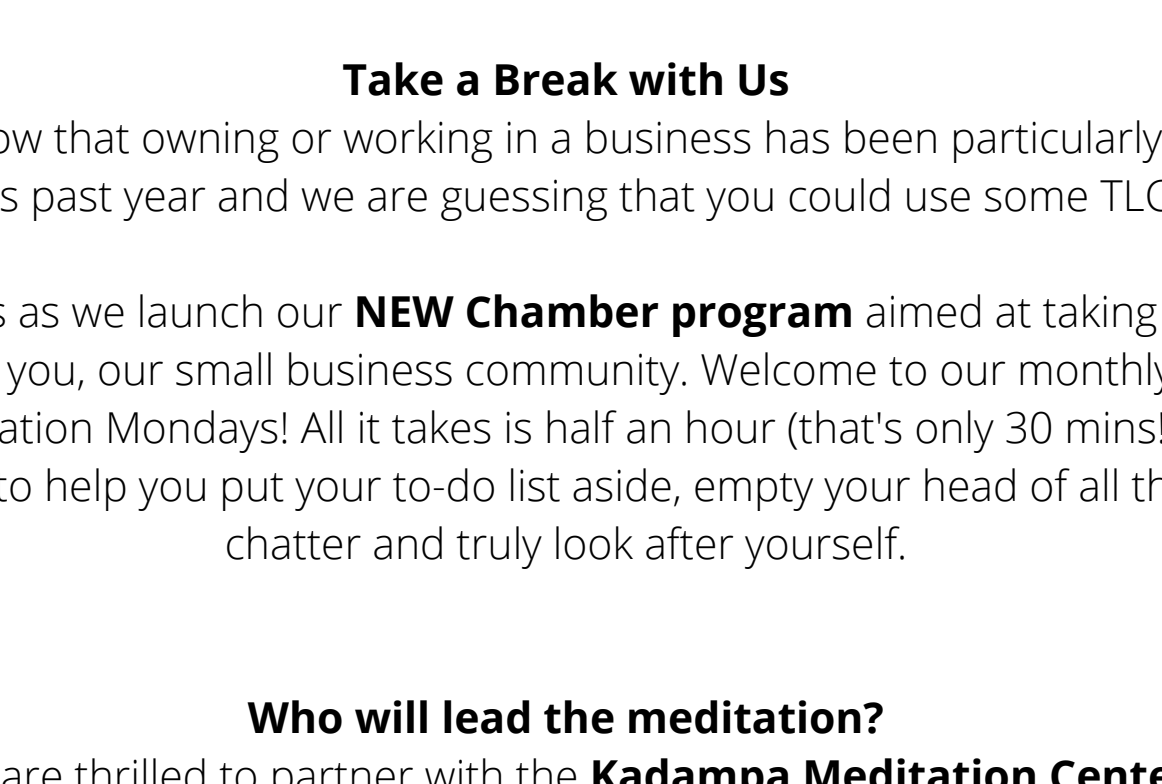 Take a Break with Us
ow that owning or working in a business has been particularly
s past year and we are guessing that you could use some TLC
s as we launch our NEW Chamber program aimed at taking
you, our small business community. Welcome to our monthly
ation Mondays! All it takes is half an hour (that's only 30 mins!
to help you put your to-do list aside, empty your head of all th
chatter and truly look after yourself.
Who will lead the meditation?
are thrilled to partner with the Kadampa Meditation Cente